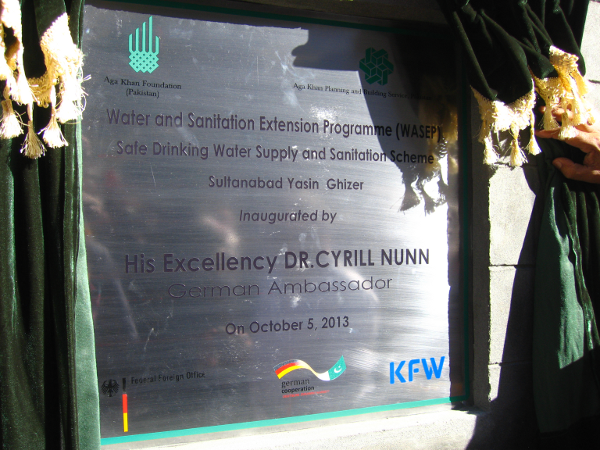 Aga Khan Foundation
(Pakistan)
Aga Khan Planning and Building
Water and Sanitation Extension Programme (WASEP)
Safe Drinking Water Supply and Sanitation Scheme
Sultanabad Yasin Ghizer
Inaugurated by
His Excellency DR.CYRILL NUNN
German Ambassador
On October 5, 2013
Federal Foreign Office
german
cooperation
KFW